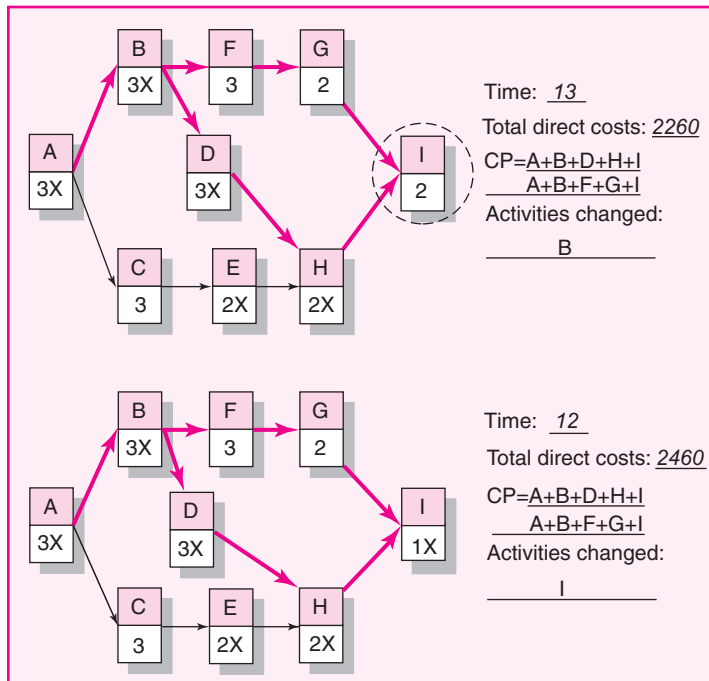 B
3X
F
3
G
2
Time: 13
Total direct costs: 2260
A
3X
D
3X
I
2
CP=A+B+D+H+I
A+B+F+G+I
Activities changed:
B
C
3
E
2X
H
2X
B
3X
F
3
G
2
Time: 12
Total direct costs: 2460
A
3X
D
3X
I
1X
CP=A+B+D+H+I
A+B+F+G+I
Activities changed:
I
C
3
E
2X
H
2X